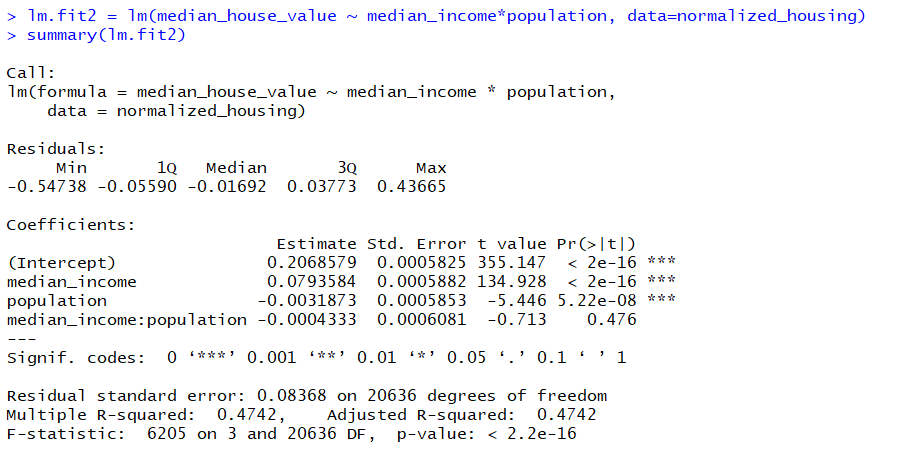 > lm.fit2 = lm(median_house_value ~ median_income*population, data=normalized_housing)
> summary(lm.fit2)
Call:
lm(formula = median_house_value ~ median_income * population,
    data = normalized_housing)
Residuals:
     Min       1Q   Median       3Q      Max
-0.54738 -0.05590 -0.01692  0.03773  0.43665
Coefficients:
                           Estimate Std. Error t value Pr(>|t|)
(Intercept)               0.2068579  0.0005825 355.147  < 2e-16 ***
median_income             0.0793584  0.0005882 134.928  < 2e-16 ***
population               -0.0031873  0.0005853  -5.446 5.22e-08 ***
median_income:population -0.0004333  0.0006081  -0.713    0.476
---
Signif. codes:  0 ‘***’ 0.001 ‘**’ 0.01 ‘*’ 0.05 ‘.’ 0.1 ‘ ’ 1
Residual standard error: 0.08368 on 20636 degrees of freedom
Multiple R-squared:  0.4742,    Adjusted R-squared:  0.4742
F-statistic:  6205 on 3 and 20636 DF,  p-value: < 2.2e-16